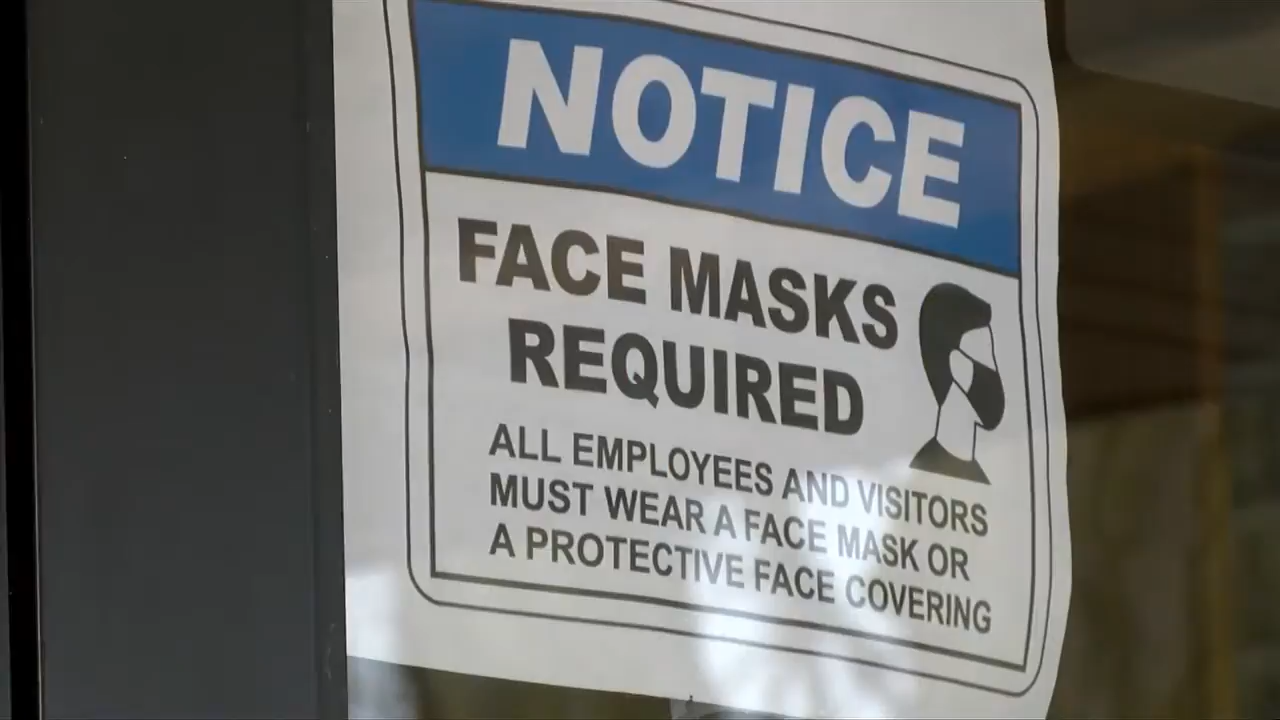 NOTICE
FACE MASKS
REQUIRED
ALL EMPLOYEES AND VISITORS
MUST WEAR A FACE MASK OR
A PROTECTIVE FACE COVERING